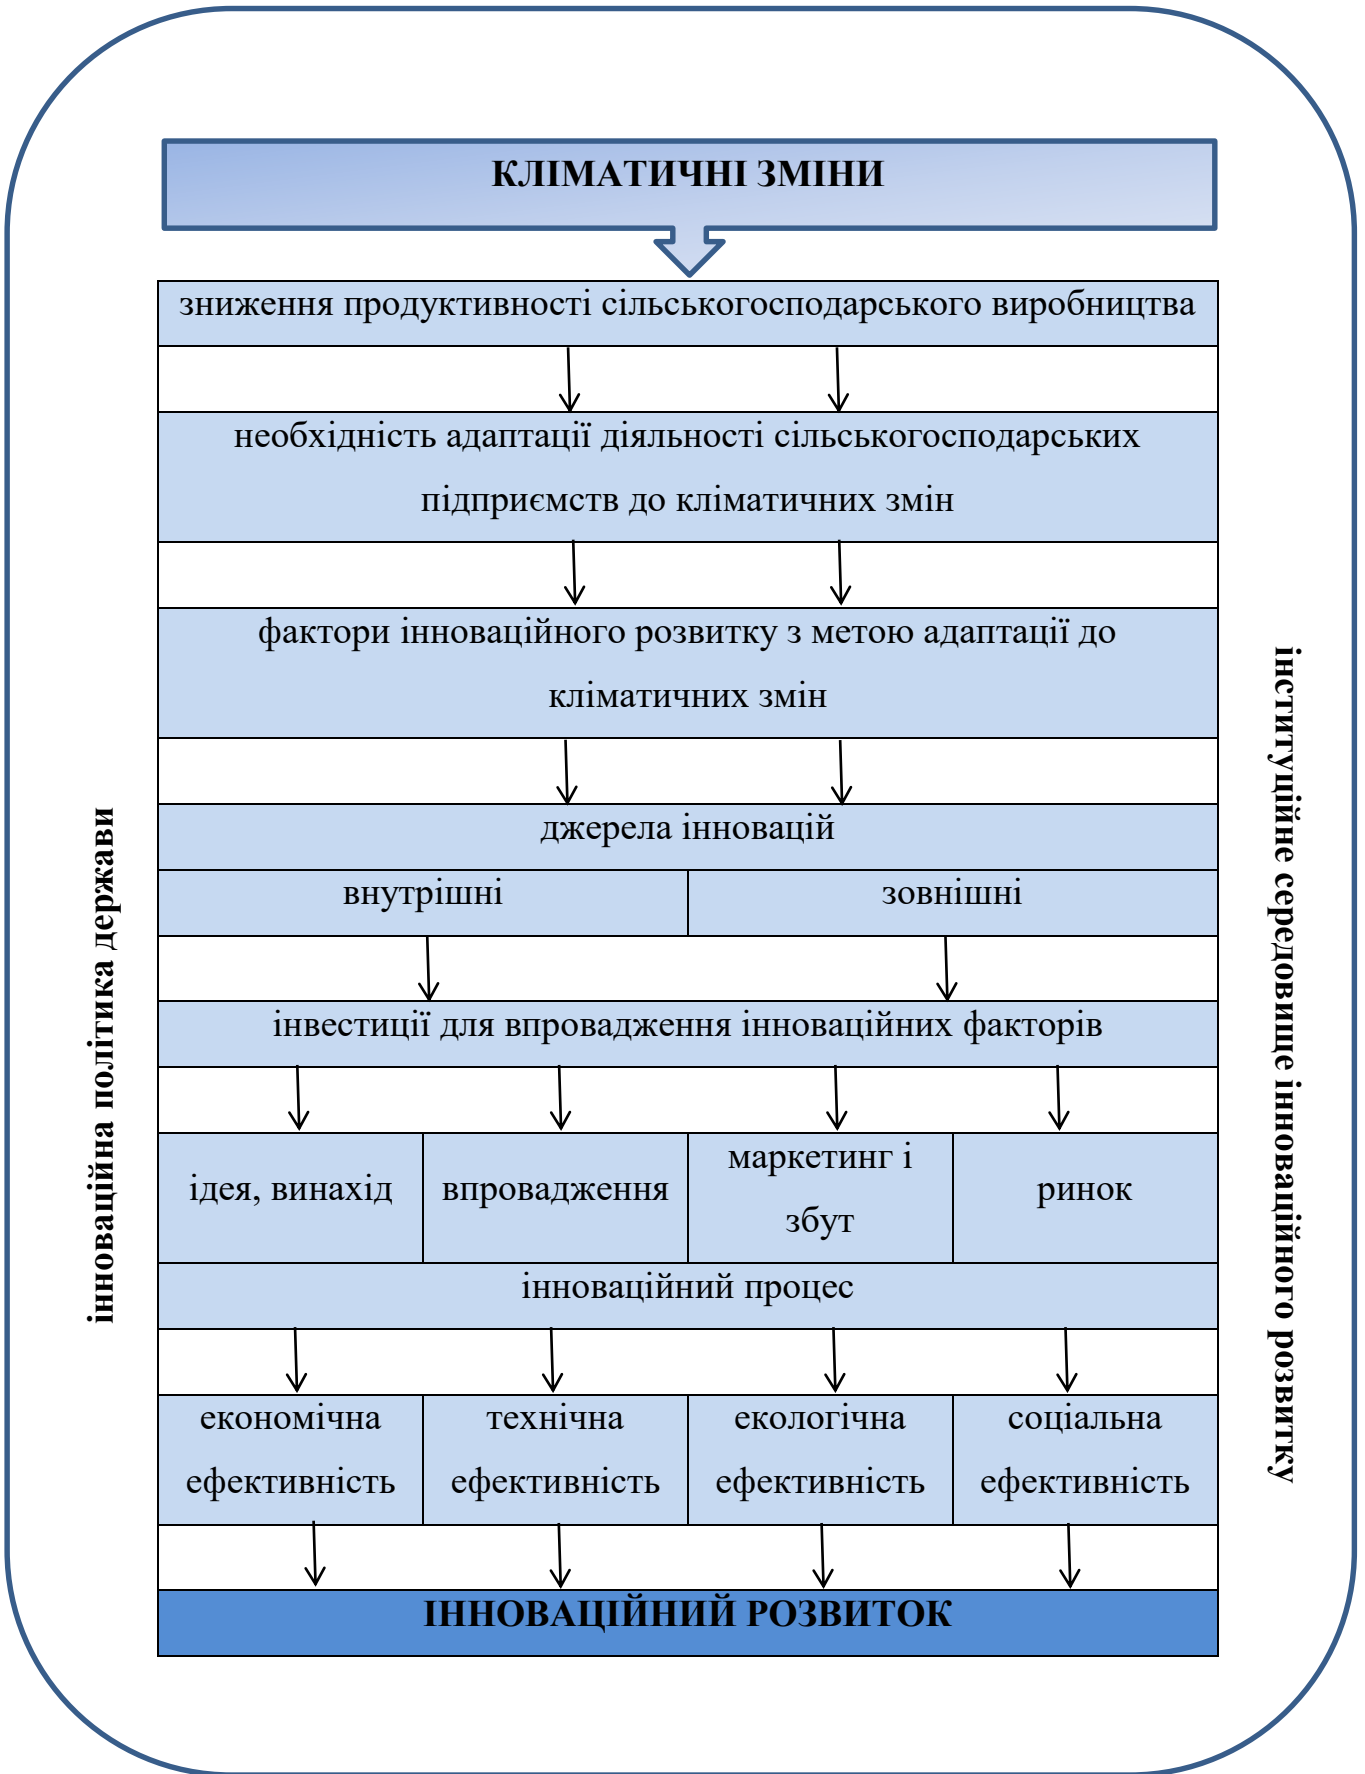 КЛІМАТИЧНІ ЗМІНИ
зниження продуктивності сільськогосподарського виробництва
необхідність адаптації діяльності сільськогосподарських
підприємств до кліматичних змін
фактори інноваційного розвитку з метою адаптації до
кліматичних змін
джерела інновацій
внутрішні
зовнішні
інвестиції для впровадження інноваційних факторів
ідея, винахід
впровадження
маркетинг і
збут
ринок
інноваційний процес
економічна
ефективність
технічна
ефективність
екологічна
ефективність
соціальна
ефективність
ІННОВАЦІЙНИЙ РОЗВИТОК
інноваційна політика держави
інституційне середовище інноваційного розвитку